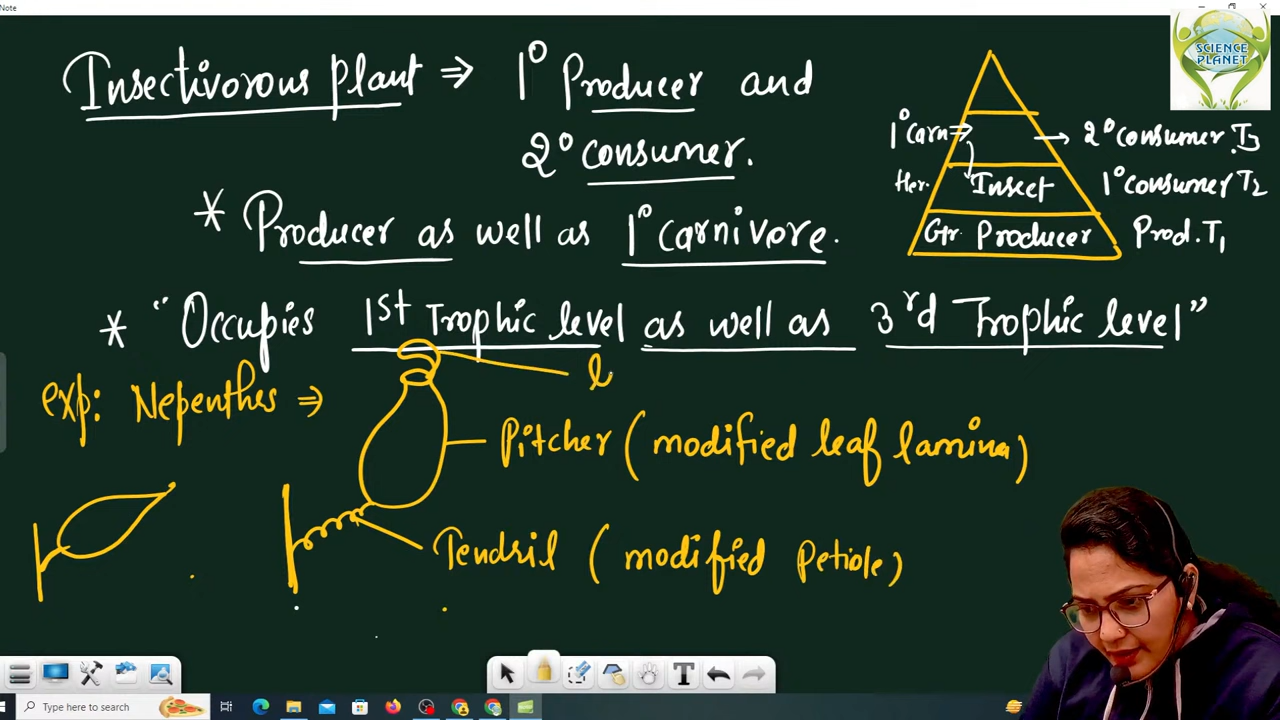 Note
SCIENCE
PLANET
Insectivorous plant ⇒ 1° Producer and
2° consumer.
* Producer as well as 1° carnivore.
1° Carn ⇒ → 2° consumer T3
Her. Insect 1° consumer T2
Gr. Producer Prod. T1
* "Occupies 1st Trophic level as well as 3rd Trophic level"
exp: Nepenthes ⇒
l
Pitcher (modified leaf lamina)
Tendril (modified Petiole)
T
Type here to search